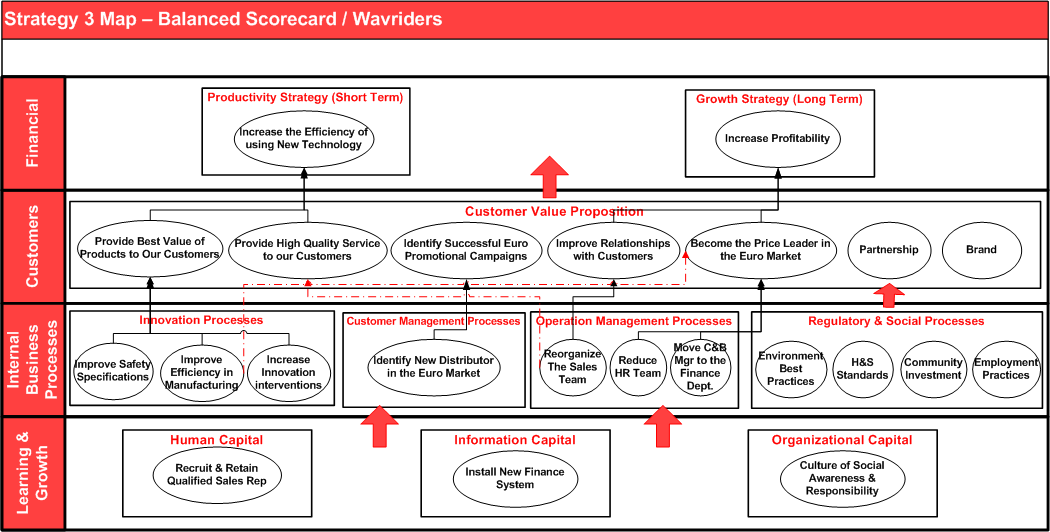 Strategy 3 Map – Balanced Scorecard / Wavriders
Financial
Productivity Strategy (Short Term)
Increase the Efficiency of
using New Technology
Growth Strategy (Long Term)
Increase Profitability
Customers
Customer Value Proposition
Provide Best Value of
Products to Our Customers
Provide High Quality Service
to our Customers
Identify Successful Euro
Promotional Campaigns
Improve Relationships
with Customers
Become the Price Leader in
the Euro Market
Partnership
Brand
Internal
Business
Processes
Innovation Processes
Improve Safety
Specifications
Improve
Efficiency in
Manufacturing
Increase
Innovation
interventions
Customer Management Processes
Identify New Distributor
in the Euro Market
Operation Management Processes
Reorganize
The Sales
Team
Reduce
HR Team
Move C&B
Mgr to the
Finance
Dept.
Regulatory & Social Processes
Environment
Best
Practices
H&S
Standards
Community
Investment
Employment
Practices
Learning &
Growth
Human Capital
Recruit & Retain
Qualified Sales Rep
Information Capital
Install New Finance
System
Organizational Capital
Culture of Social
Awareness &
Responsibility